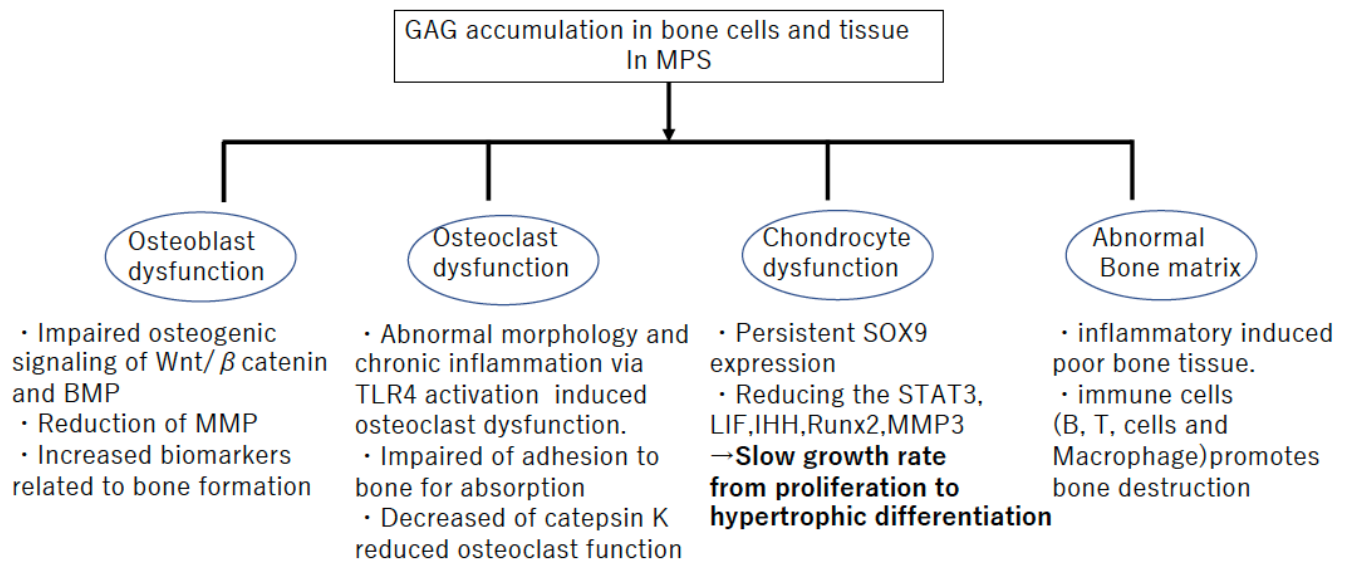 GAG accumulation in bone cells and tissue
In MPS
Osteoblast
dysfunction
・Impaired osteogenic
signaling of Wnt/βcatenin
and BMP
・Reduction of MMP
・Increased biomarkers
related to bone formation
Osteoclast
dysfunction
・Abnormal morphology and
chronic inflammation via
TLR4 activation induced
osteoclast dysfunction.
・Impaired of adhesion to
bone for absorption
・Decreased of catepsin K
reduced osteoclast function
Chondrocyte
dysfunction
・Persistent SOX9
expression
・Reducing the STAT3,
LIF,IHH,Runx2,MMP3
→Slow growth rate
from proliferation to
hypertrophic differentiation
Abnormal
Bone matrix
・inflammatory induced
poor bone tissue.
・immune cells
(B, T, cells and
Macrophage)promotes
bone destruction